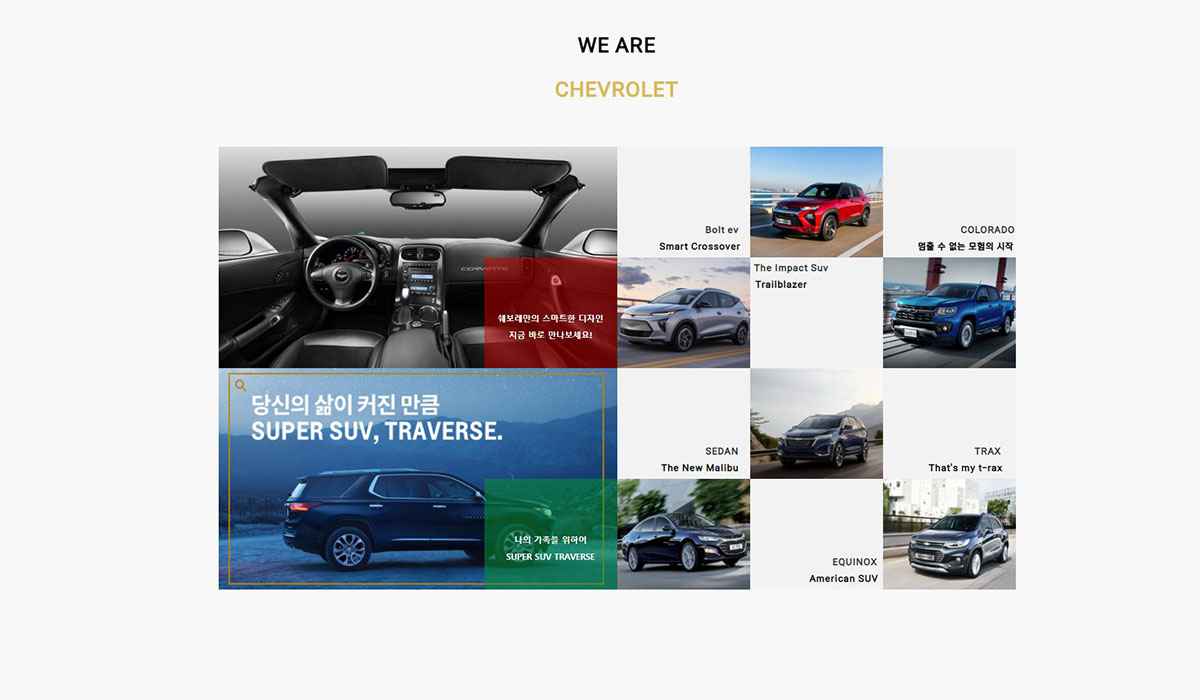 WE ARE
CHEVROLET
CORVETTE
쉐보레만의 스마트한 디자인
지금 바로 만나보세요!
Bolt ev
Smart Crossover
The Impact Suv
Trailblazer
COLORADO
멈출 수 없는 모험의 시작
당신의 삶이 커진 만큼
SUPER SUV, TRAVERSE.
나의 가족을 위하여
SUPER SUV TRAVERSE
SEDAN
The New Malibu
EQUINOX
American SUV
TRAX
That's my t-rax